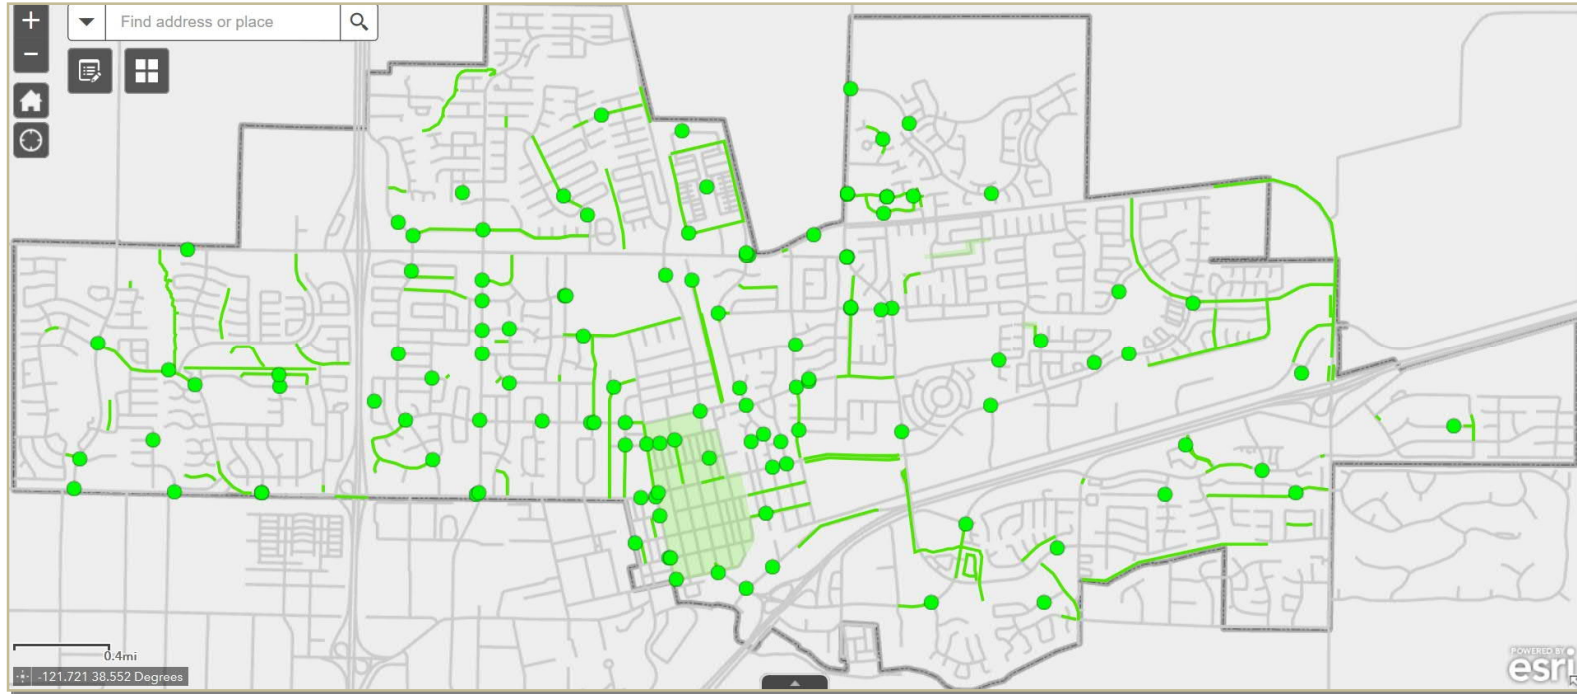 +
Find address or place
−
0.4mi
-121.721 38.552 Degrees
POWERED BY
esri